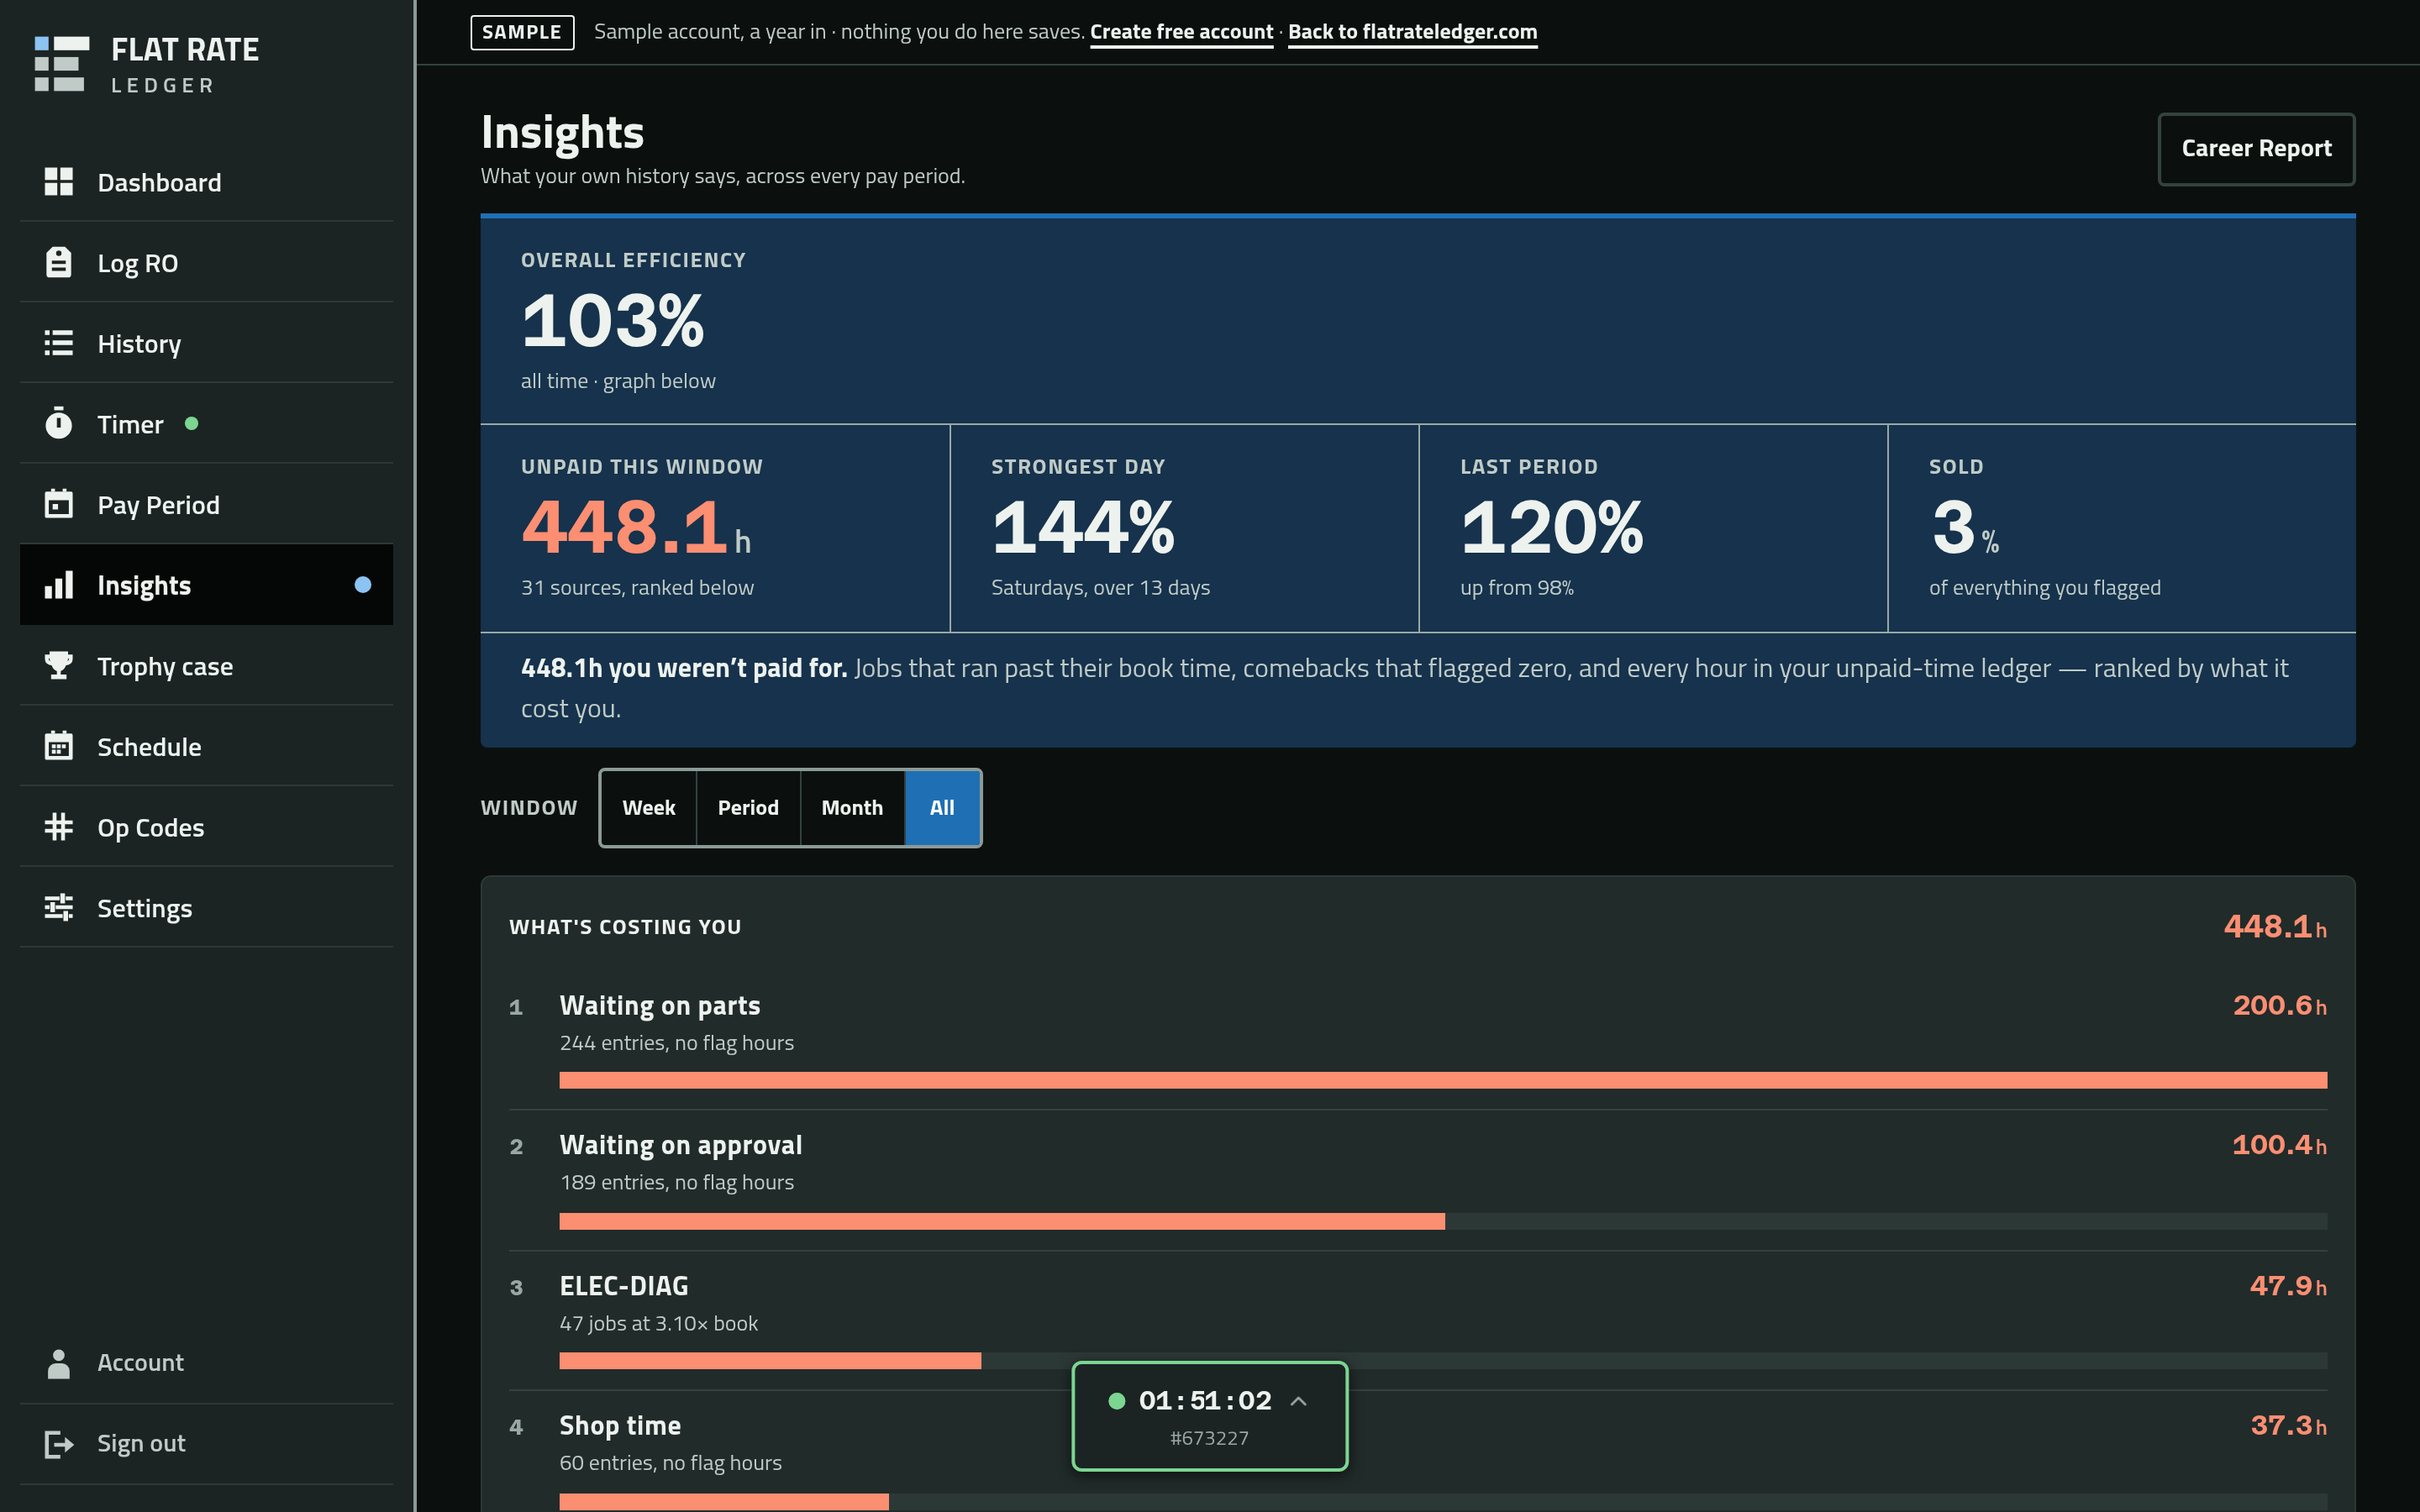 FLAT RATE
LEDGER
Dashboard
Log RO
History
Timer
Pay Period
Insights
Trophy case
Schedule
Op Codes
Settings
Account
Sign out
SAMPLE Sample account, a year in · nothing you do here saves. Create free account · Back to flatrateledger.com
Insights
What your own history says, across every pay period.
Career Report
OVERALL EFFICIENCY
103%
all time · graph below
UNPAID THIS WINDOW
448.1 h
31 sources, ranked below
STRONGEST DAY
144%
Saturdays, over 13 days
LAST PERIOD
120%
up from 98%
SOLD
3 %
of everything you flagged
448.1h you weren’t paid for. Jobs that ran past their book time, comebacks that flagged zero, and every hour in your unpaid-time ledger — ranked by what it
cost you.
WINDOW Week Period Month All
WHAT'S COSTING YOU 448.1 h
1 Waiting on parts 200.6 h
244 entries, no flag hours
2 Waiting on approval 100.4 h
189 entries, no flag hours
3 ELEC-DIAG 47.9 h
47 jobs at 3.10× book
4 Shop time 37.3 h
60 entries, no flag hours
01:51:02
#673227